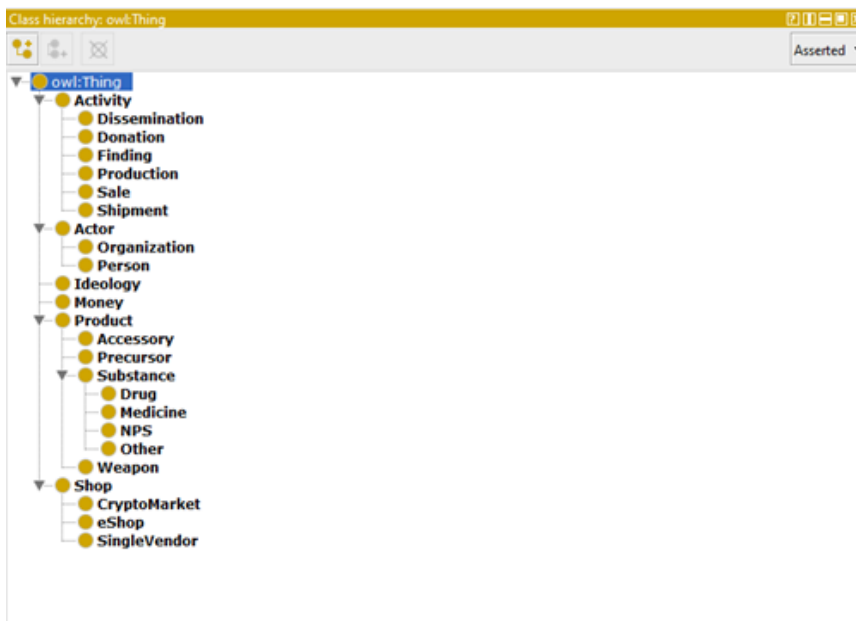 Class hierarchy: owl:Thing
Asserted
owl:Thing
Activity
Dissemination
Donation
Finding
Production
Sale
Shipment
Actor
Organization
Person
Ideology
Money
Product
Accessory
Precursor
Substance
Drug
Medicine
NPS
Other
Weapon
Shop
CryptoMarket
eShop
SingleVendor